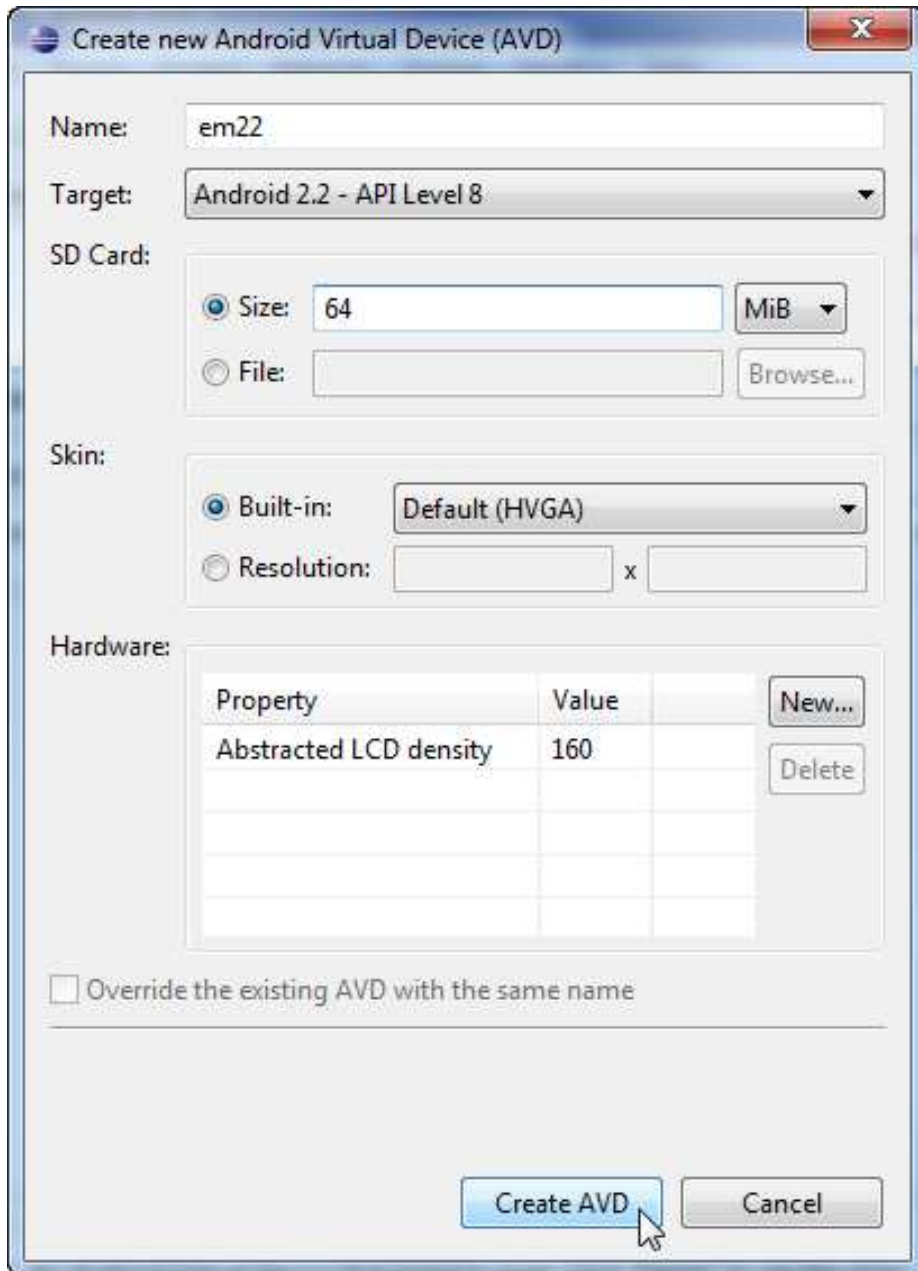 Create new Android Virtual Device (AVD)
Name: em22
Target: Android 2.2 - API Level 8
SD Card:
Size: 64 MiB
File: Browse...
Skin:
Built-in: Default (HVGA)
Resolution: x
Hardware:
Property Value New...
Abstracted LCD density 160
Delete
Override the existing AVD with the same name
Create AVD Cancel